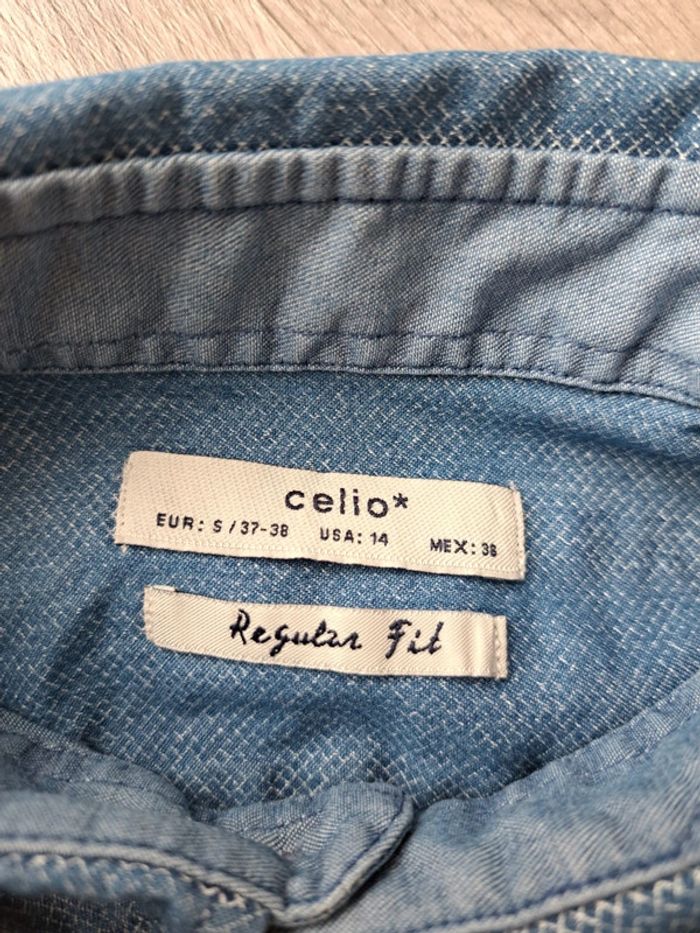 celio*
EUR: S / 37-38 USA: 14 MEX: 38
Regular Fit